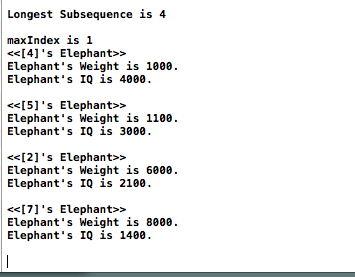 Longest Subsequence is 4
maxIndex is 1
<<[4]'s Elephant>>
Elephant's Weight is 1000.
Elephant's IQ is 4000.
<<[5]'s Elephant>>
Elephant's Weight is 1100.
Elephant's IQ is 3000.
<<[2]'s Elephant>>
Elephant's Weight is 6000.
Elephant's IQ is 2100.
<<[7]'s Elephant>>
Elephant's Weight is 8000.
Elephant's IQ is 1400.